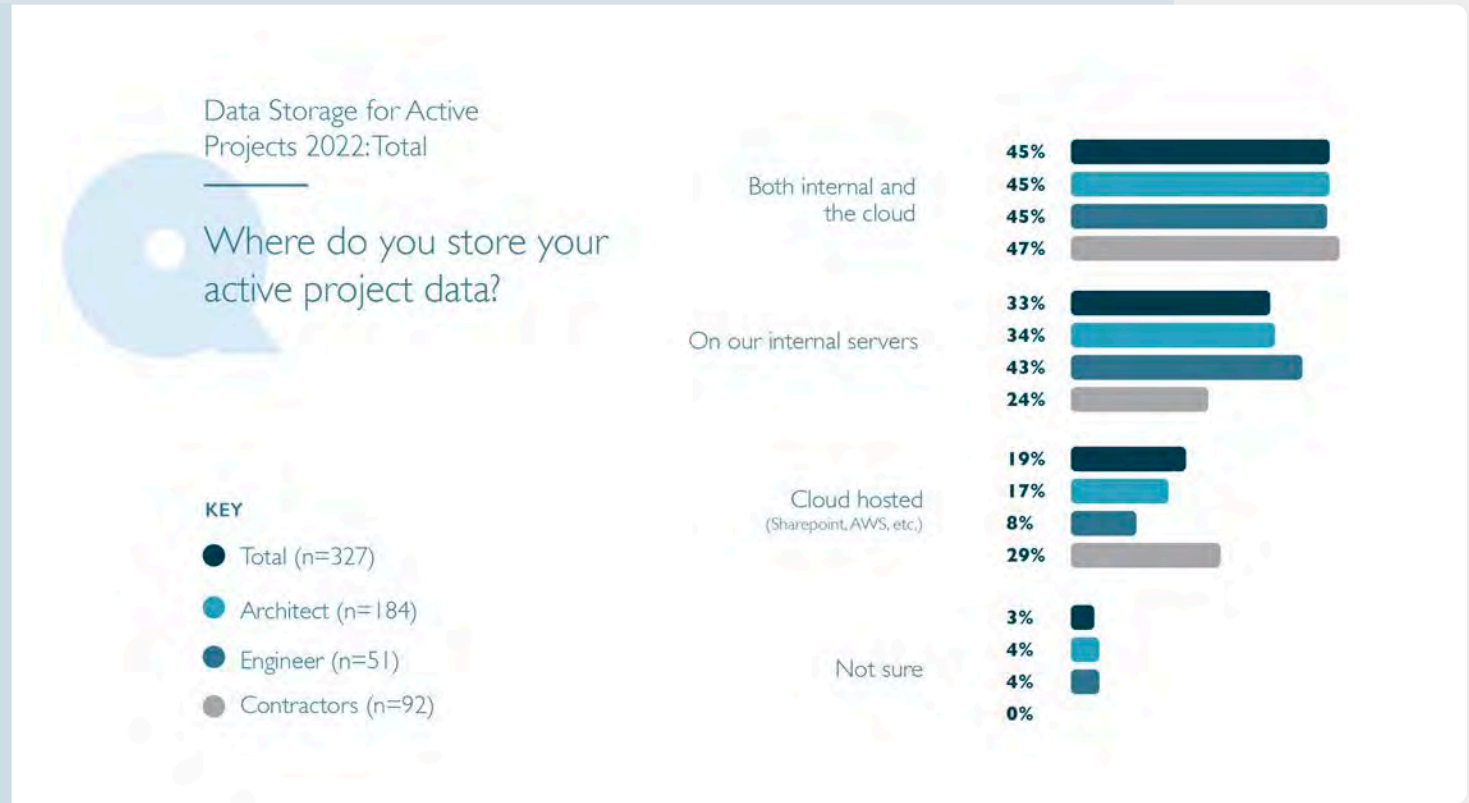 Data Storage for Active
Projects 2022: Total
Where do you store your
active project data?
KEY
Total (n=327)
Architect (n=184)
Engineer (n=51)
Contractors (n=92)
Both internal and
the cloud
45%
45%
45%
47%
On our internal servers
33%
34%
43%
24%
Cloud hosted
(Sharepoint, AWS, etc.)
19%
17%
8%
29%
Not sure
3%
4%
4%
0%